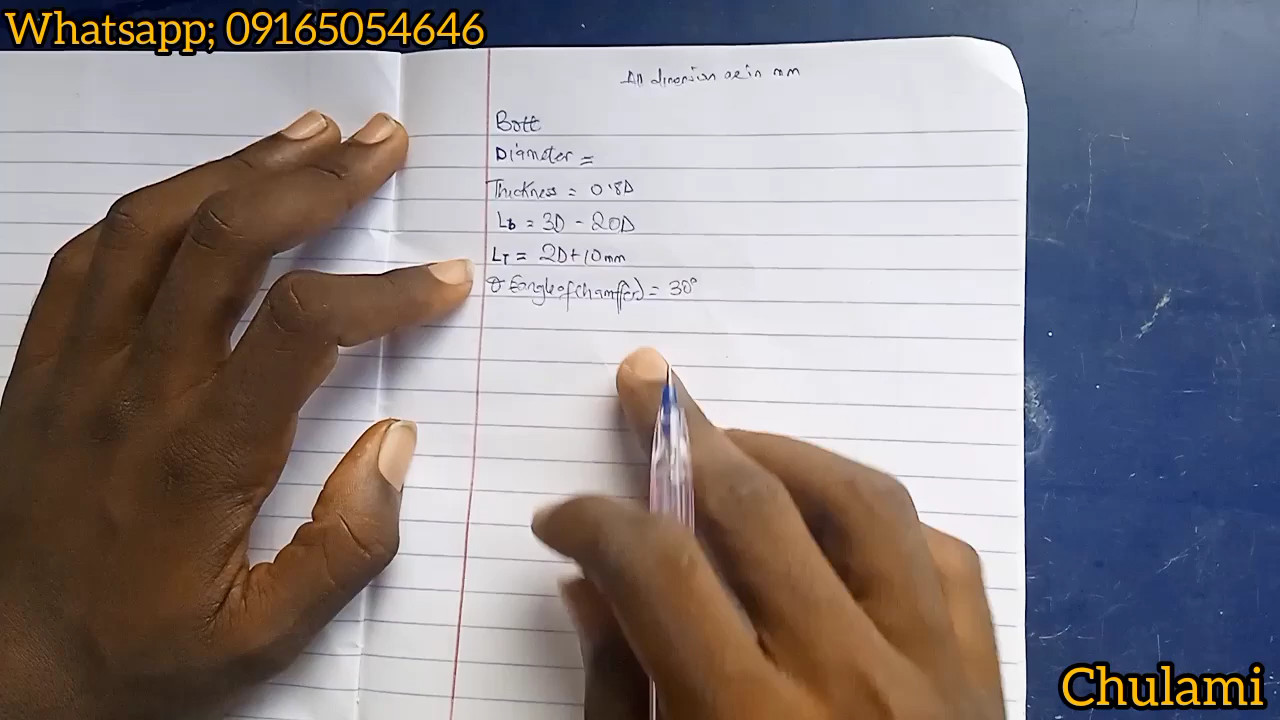 Whatsapp; 09165054646
All dimension are in mm
Bolt
Diameter =
Thickness = 0.8D
Lb = 3D - 20D
LT = 2D+10mm
θ (angle of chamffer) = 30°
Chulami